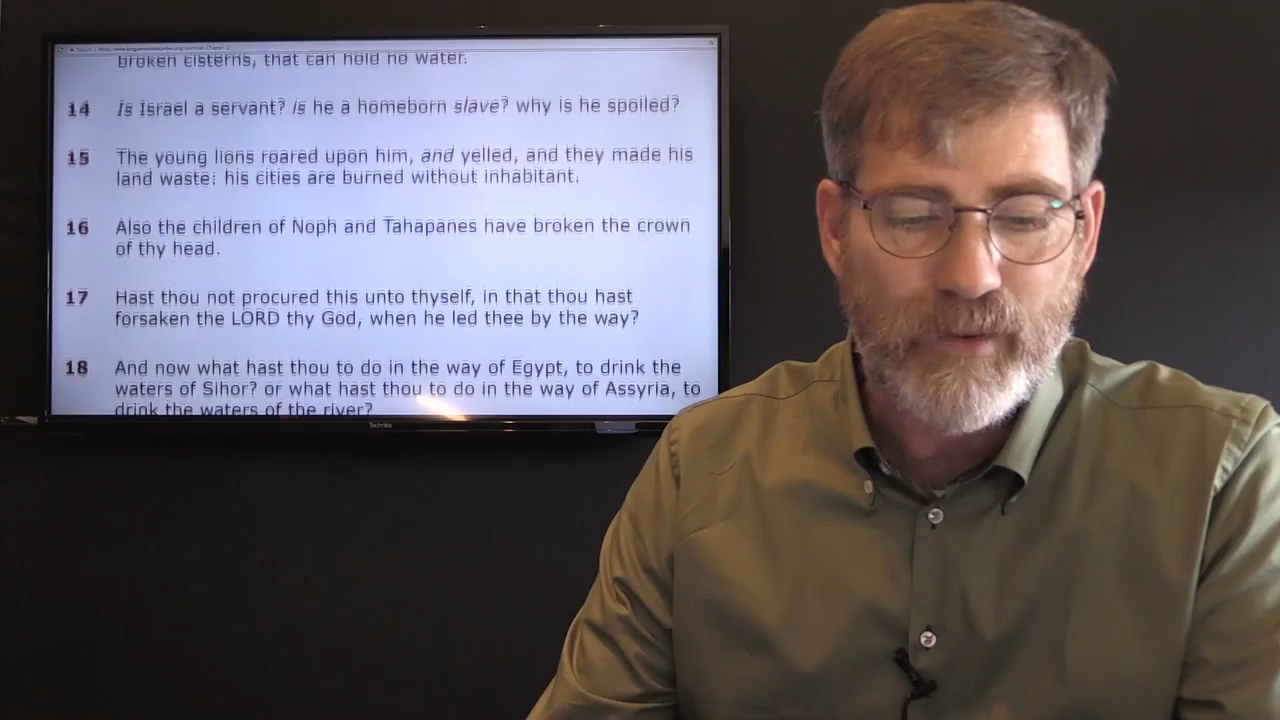 broken cisterns, that can hold no water.
14 Is Israel a servant? is he a homeborn slave? why is he spoiled?
15 The young lions roared upon him, and yelled, and they made his
land waste: his cities are burned without inhabitant.
16 Also the children of Noph and Tahapanes have broken the crown
of thy head.
17 Hast thou not procured this unto thyself, in that thou hast
forsaken the LORD thy God, when he led thee by the way?
18 And now what hast thou to do in the way of Egypt, to drink the
waters of Sihor? or what hast thou to do in the way of Assyria, to
drink the waters of the river?
Technika